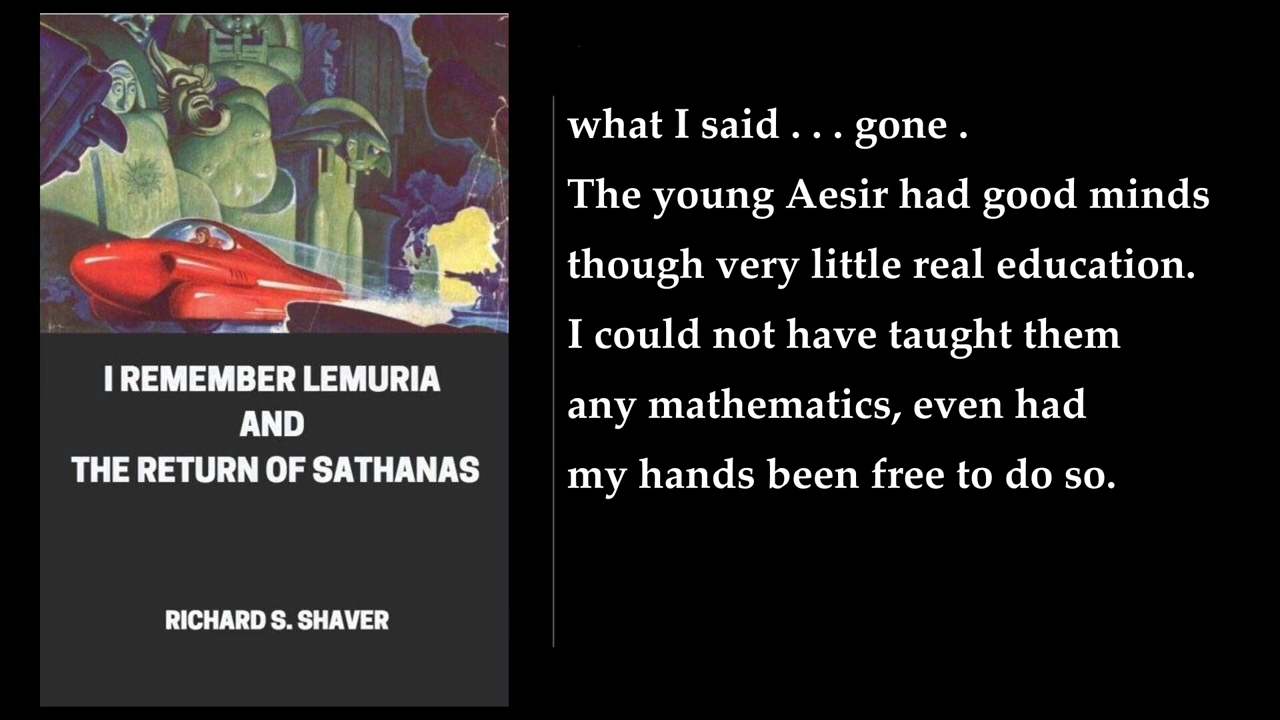 I REMEMBER LEMURIA
AND
THE RETURN OF SATHANAS
RICHARD S. SHAVER
what I said . . . gone .
The young Aesir had good minds
though very little real education.
I could not have taught them
any mathematics, even had
my hands been free to do so.